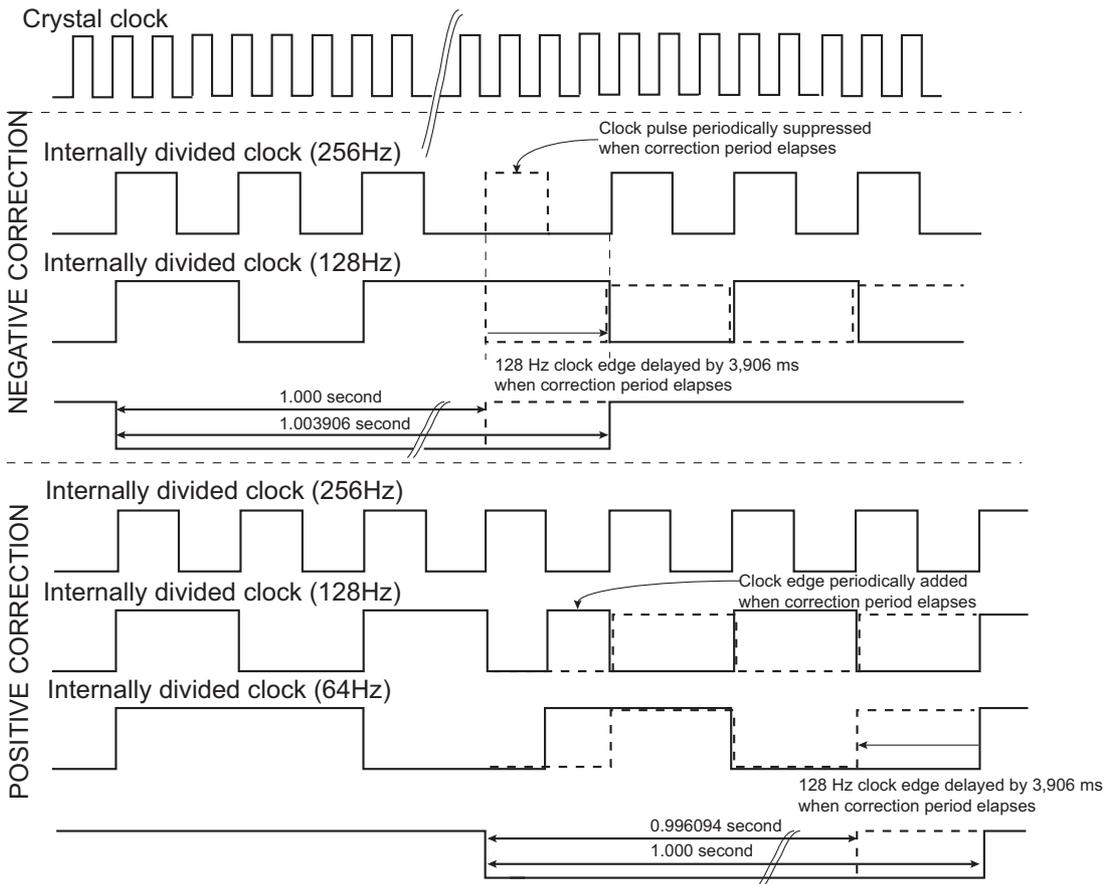 Crystal clock
NEGATIVE CORRECTION
Clock pulse periodically suppressed
when correction period elapses
Internally divided clock (256Hz)
Internally divided clock (128Hz)
128 Hz clock edge delayed by 3,906 ms
when correction period elapses
1.000 second
1.003906 second
POSITIVE CORRECTION
Internally divided clock (256Hz)
Internally divided clock (128Hz)
Clock edge periodically added
when correction period elapses
Internally divided clock (64Hz)
128 Hz clock edge delayed by 3,906 ms
when correction period elapses
0.996094 second
1.000 second